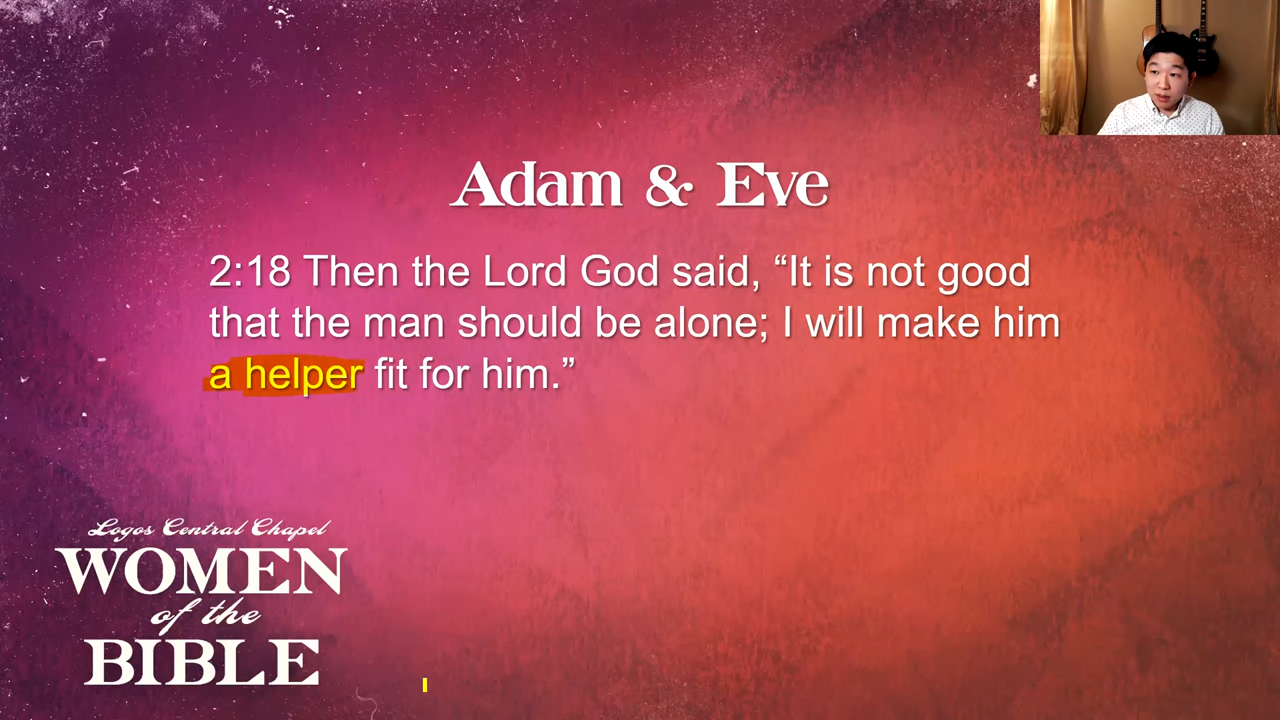 Adam & Eve
2:18 Then the Lord God said, “It is not good
that the man should be alone; I will make him
a helper fit for him.”
Logos Central Chapel
WOMEN
of the
BIBLE